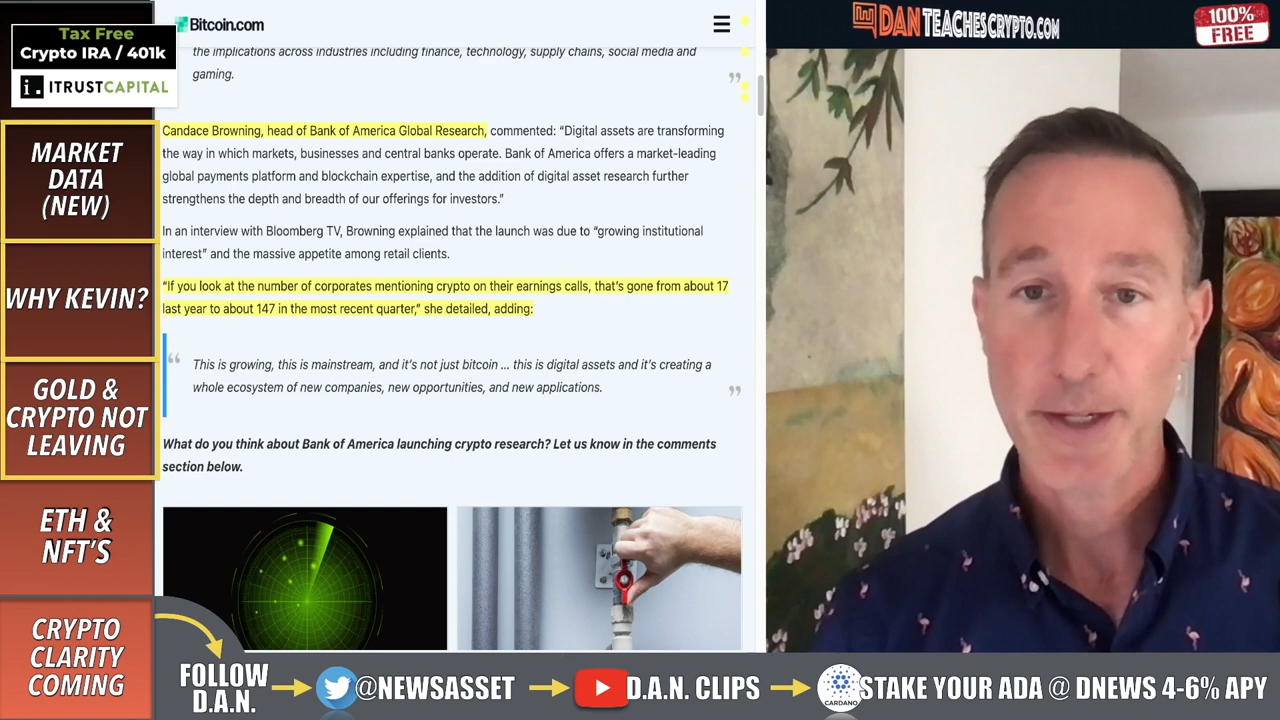 Tax Free
Crypto IRA / 401k
i. ITRUSTCAPITAL
MARKET
DATA
(NEW)
WHY KEVIN?
GOLD &
CRYPTO NOT
LEAVING
ETH &
NFT'S
CRYPTO
CLARITY
COMING
Bitcoin.com
the implications across industries including finance, technology, supply chains, social media and
gaming.
”
Candace Browning, head of Bank of America Global Research, commented: “Digital assets are transforming
the way in which markets, businesses and central banks operate. Bank of America offers a market-leading
global payments platform and blockchain expertise, and the addition of digital asset research further
strengthens the depth and breadth of our offerings for investors.”
In an interview with Bloomberg TV, Browning explained that the launch was due to “growing institutional
interest” and the massive appetite among retail clients.
“If you look at the number of corporates mentioning crypto on their earnings calls, that’s gone from about 17
last year to about 147 in the most recent quarter,” she detailed, adding:
“ This is growing, this is mainstream, and it’s not just bitcoin ... this is digital assets and it’s creating a
whole ecosystem of new companies, new opportunities, and new applications. ”
What do you think about Bank of America launching crypto research? Let us know in the comments
section below.
DANTEACHESCRYPTO.COM
100%
FREE
FOLLOW
D.A.N.
@NEWSASSET
D.A.N. CLIPS
CARDANO
STAKE YOUR ADA @ DNEWS 4-6% APY